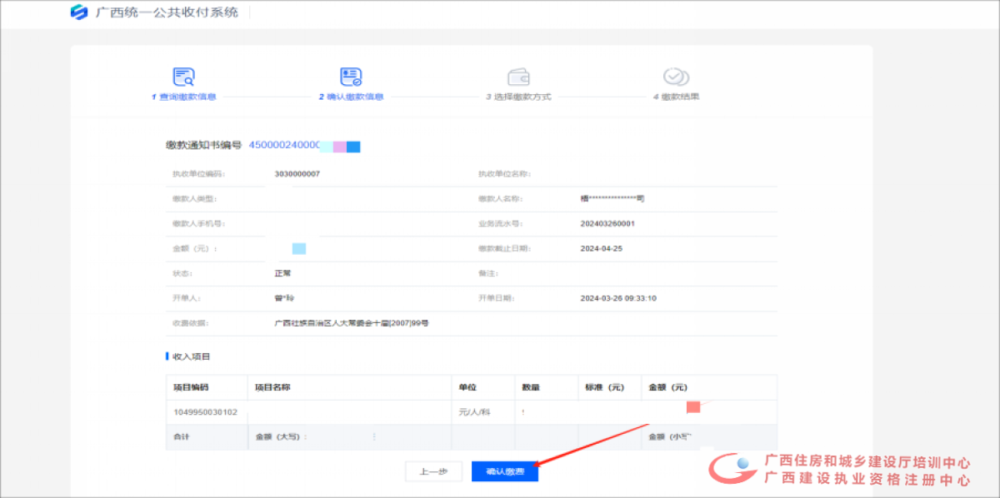 广西统一公共收付系统
1 查询缴款信息 2 确认缴款信息 3 选择缴款方式 4 缴款结果
缴款通知书编号 450000240000
执收单位编码: 3030000007 执收单位名称:
缴款人类型: 缴款人名称: 梧***************司
缴款人手机号: 业务流水号: 202403260001
金额（元）: 缴款截止日期: 2024-04-25
状态: 正常 备注:
开单人: 曾*玲 开单日期: 2024-03-26 09:33:10
收费依据: 广西壮族自治区人大常委会十届[2007]99号
收入项目
项目编码 项目名称 单位 数量 标准（元） 金额（元）
1049950030102 元/人/科
合计 金额（大写）: 金额（小写
上一步 确认缴费
广西住房和城乡建设厅培训中心
广西建设执业资格注册中心